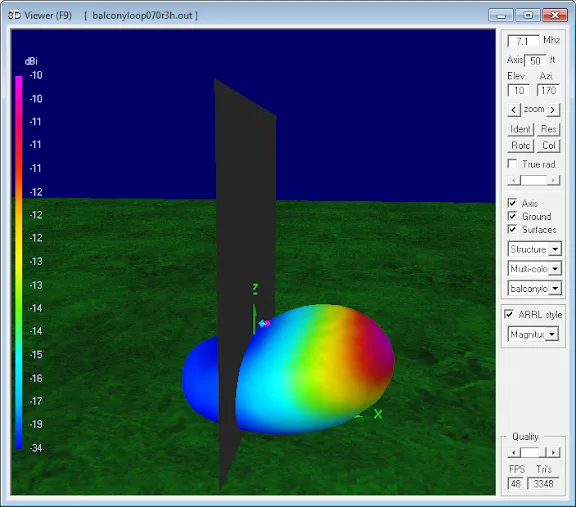 3D Viewer (F9)    [ balconyloop070r3h.out ]
dBi
-10
-10
-11
-11
-11
-12
-12
-12
-13
-13
-14
-14
-15
-16
-17
-19
-34
Z
X
7.1 Mhz
Axis 50 ft
Elev. Azi.
10 170
< zoom >
Ident Res
Rotc Col
True rad.
Axis
Ground
Surfaces
Structure
Multi-colo
balconylo
ARRL style
Magnitu
Quality
FPS Tri's
48 3348